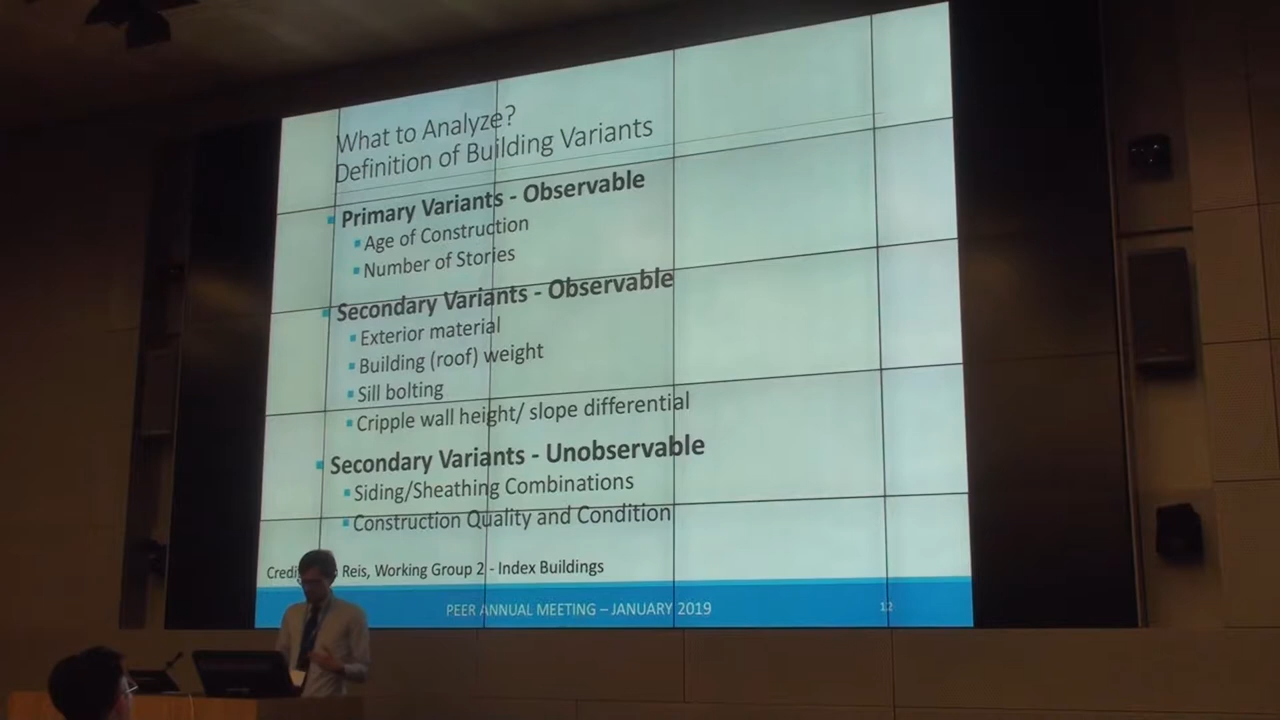 What to Analyze?
Definition of Building Variants
Primary Variants - Observable
Age of Construction
Number of Stories
Secondary Variants - Observable
Exterior material
Building (roof) weight
Sill bolting
Cripple wall height/ slope differential
Secondary Variants - Unobservable
Siding/Sheathing Combinations
Construction Quality and Condition
Reis, Working Group 2 - Index Buildings
PEER ANNUAL MEETING – JANUARY 2019
12